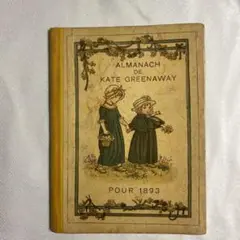 ALMANACH
DE
KATE GREENAWAY
POUR 1893